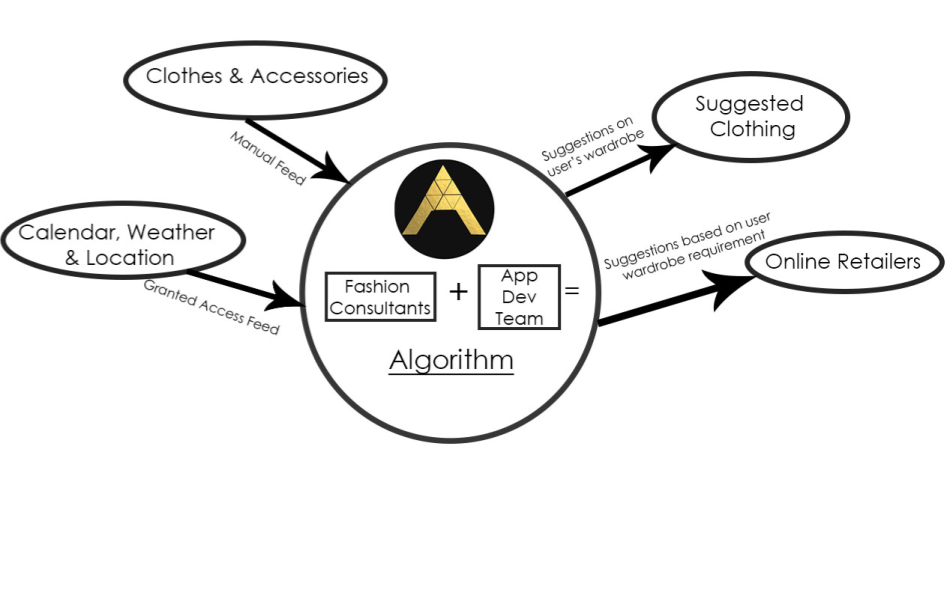 Clothes & Accessories
Manual Feed
Calendar, Weather
& Location
Granted Access Feed
Fashion
Consultants
+
App
Dev
Team
=
Algorithm
Suggestions on
user's wardrobe
Suggested
Clothing
Suggestions based on user
wardrobe requirement
Online Retailers